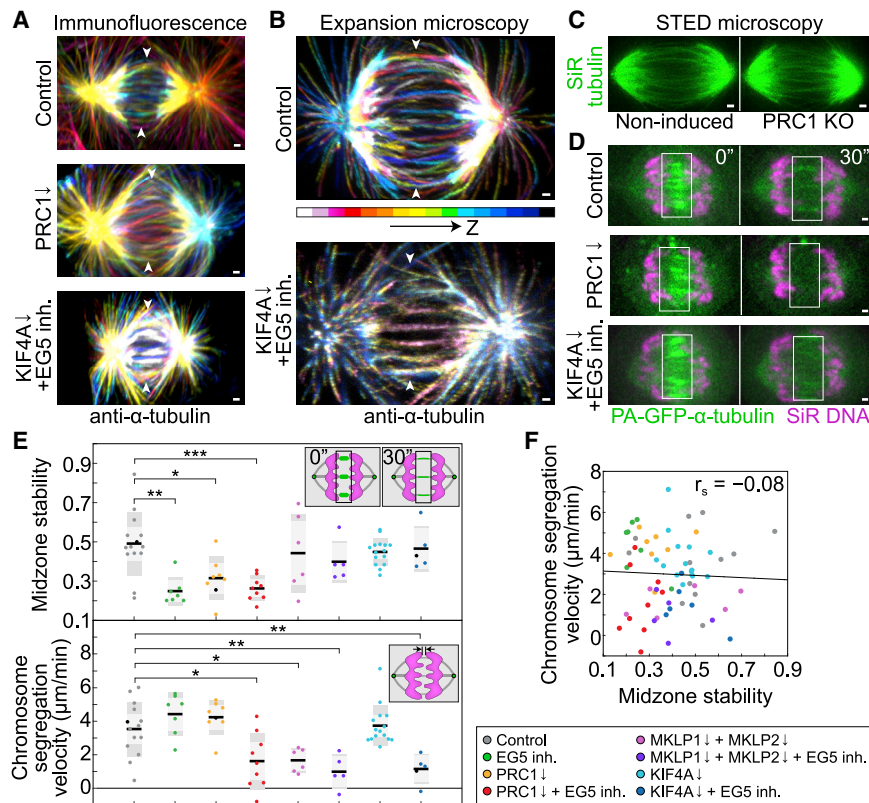 A Immunofluorescence
Control
PRC1↓
KIF4A↓
+EG5 inh.
anti-α-tubulin
B Expansion microscopy
Control
Z
KIF4A↓
+EG5 inh.
anti-α-tubulin
C STED microscopy
SiR
tubulin
Non-induced PRC1 KO
D
Control 0” 30”
PRC1↓
KIF4A↓
+EG5 inh.
PA-GFP-α-tubulin SiR DNA
E
Midzone stability
0.9
0.7
0.5
0.3
0.1
***
*
**
0” 30”
Chromosome
segregation
velocity (μm/min)
8
6
4
2
0
**
**
*
*
F
Chromosome segregation
velocity (μm/min)
8
6
4
2
0
rs = −0.08
0.1 0.3 0.5 0.7 0.9
Midzone stability
Control
EG5 inh.
PRC1↓
PRC1↓ + EG5 inh.
MKLP1↓ + MKLP2↓
MKLP1↓ + MKLP2↓ + EG5 inh.
KIF4A↓
KIF4A↓ + EG5 inh.